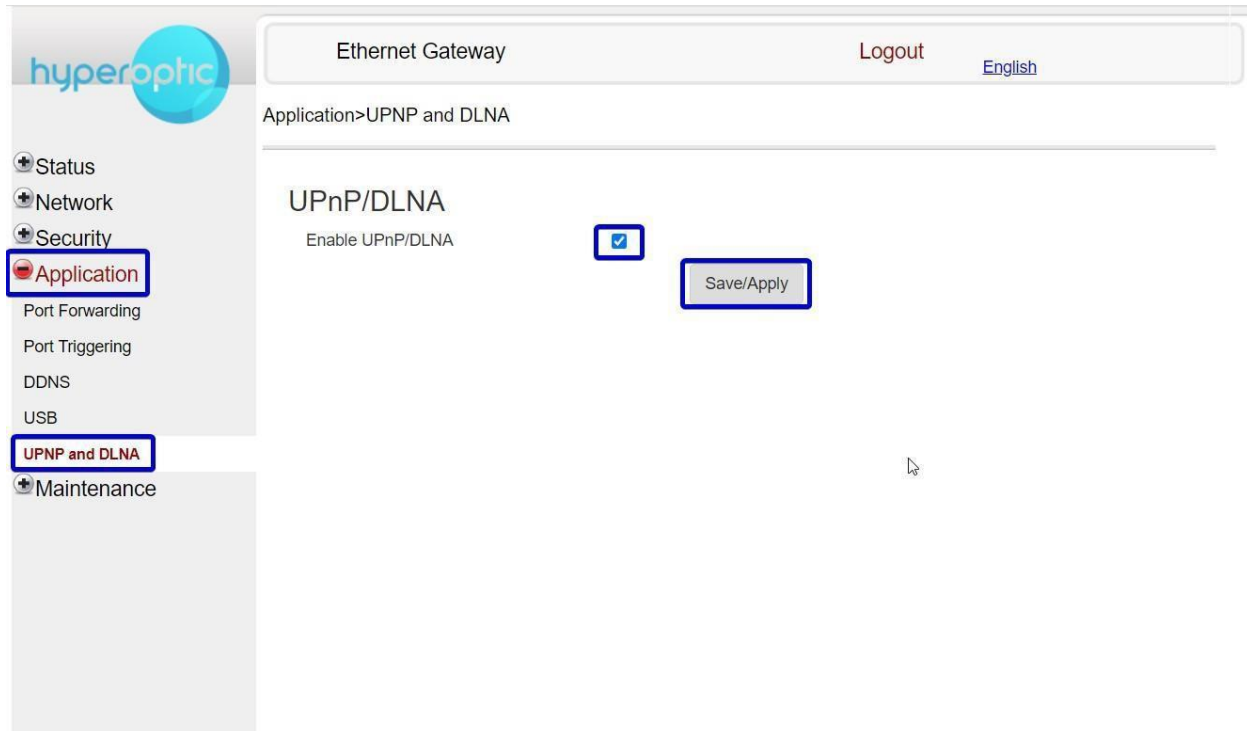 hyperoptic
Ethernet Gateway
Logout
English
Application>UPNP and DLNA
Status
Network
Security
Application
Port Forwarding
Port Triggering
DDNS
USB
UPNP and DLNA
Maintenance
UPnP/DLNA
Enable UPnP/DLNA
Save/Apply